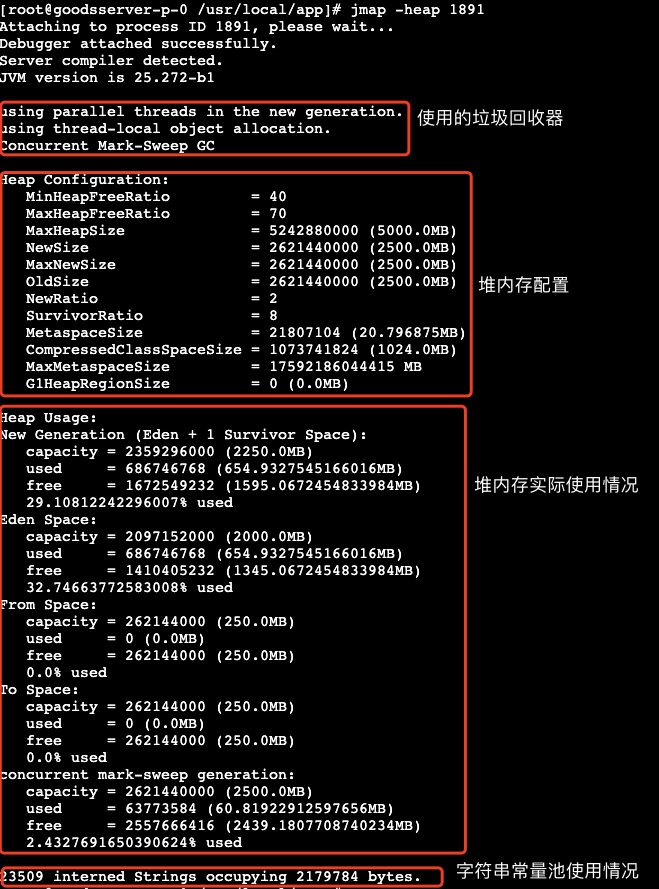 [root@goodsserver-p-0 /usr/local/app]# jmap -heap 1891
Attaching to process ID 1891, please wait...
Debugger attached successfully.
Server compiler detected.
JVM version is 25.272-b1
using parallel threads in the new generation.
using thread-local object allocation.
Concurrent Mark-Sweep GC
使用的垃圾回收器
Heap Configuration:
MinHeapFreeRatio = 40
MaxHeapFreeRatio = 70
MaxHeapSize = 5242880000 (5000.0MB)
NewSize = 2621440000 (2500.0MB)
MaxNewSize = 2621440000 (2500.0MB)
OldSize = 2621440000 (2500.0MB)
NewRatio = 2
SurvivorRatio = 8
MetaspaceSize = 21807104 (20.796875MB)
CompressedClassSpaceSize = 1073741824 (1024.0MB)
MaxMetaspaceSize = 17592186044415 MB
G1HeapRegionSize = 0 (0.0MB)
堆内存配置
Heap Usage:
New Generation (Eden + 1 Survivor Space):
capacity = 2359296000 (2250.0MB)
used = 686746768 (654.9327545166016MB)
free = 1672549232 (1595.0672454833984MB)
29.10812242296007% used
Eden Space:
capacity = 2097152000 (2000.0MB)
used = 686746768 (654.9327545166016MB)
free = 1410405232 (1345.0672454833984MB)
32.74663772583008% used
From Space:
capacity = 262144000 (250.0MB)
used = 0 (0.0MB)
free = 262144000 (250.0MB)
0.0% used
To Space:
capacity = 262144000 (250.0MB)
used = 0 (0.0MB)
free = 262144000 (250.0MB)
0.0% used
concurrent mark-sweep generation:
capacity = 2621440000 (2500.0MB)
used = 63773584 (60.81922912597656MB)
free = 2557666416 (2439.1807708740234MB)
2.4327691650390624% used
堆内存实际使用情况
23509 interned Strings occupying 2179784 bytes.
字符串常量池使用情况